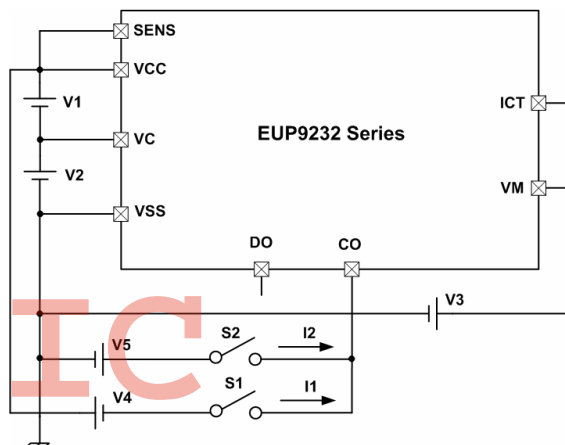 SENS
VCC
V1
ICT
VC
EUP9232 Series
V2
VM
VSS
DO
CO
V3
IC
S2
I2
V5
S1
I1
V4